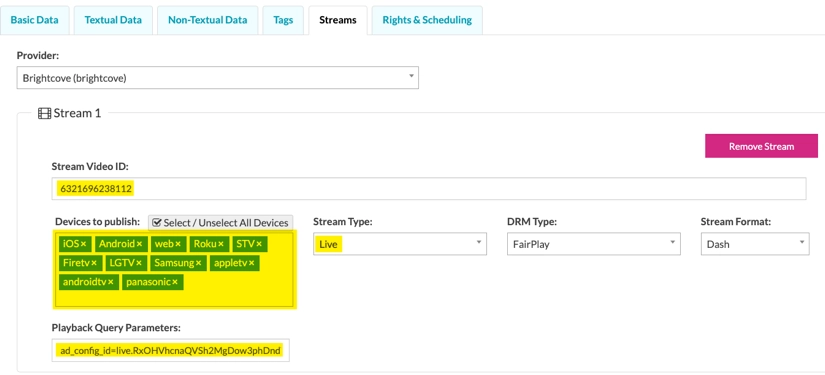 Basic Data Textual Data Non-Textual Data Tags Streams Rights & Scheduling
Provider:
Brightcove (brightcove)
Stream 1
Remove Stream
Stream Video ID:
6321696238112
Devices to publish: Select / Unselect All Devices Stream Type: DRM Type: Stream Format:
iOS × Android × web × Roku × STV × Live FairPlay Dash
Firetv × LGTV × Samsung × appletv ×
androidtv × panasonic ×
Playback Query Parameters:
ad_config_id=live.RxOHVhcnaQVSh2MgDow3phDnd